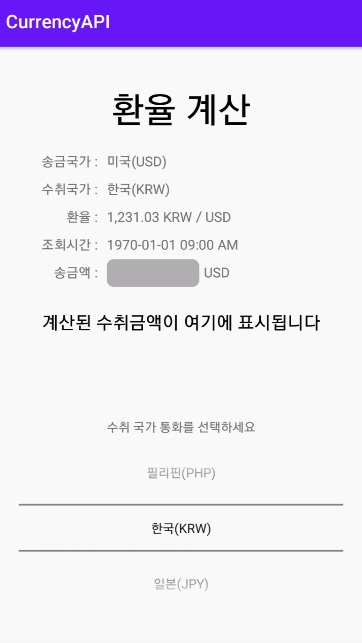 CurrencyAPI
환율 계산
송금국가 : 미국(USD)
수취국가 : 한국(KRW)
환율 : 1,231.03 KRW / USD
조회시간 : 1970-01-01 09:00 AM
송금액 : USD
계산된 수취금액이 여기에 표시됩니다
수취 국가 통화를 선택하세요
필리핀(PHP)
한국(KRW)
일본(JPY)